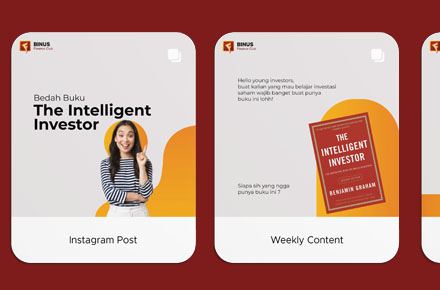 BINUS
Finance Club
Bedah Buku
The Intelligent
Investor
Instagram Post
BINUS
Finance Club
Hello young investors,
buat kalian yang mau belajar investasi
saham wajib banget buat punya
buku ini lohh!
THE
INTELLIGENT
INVESTOR
BENJAMIN GRAHAM
Siapa sih yang ngga
punya buku ini ?
Weekly Content